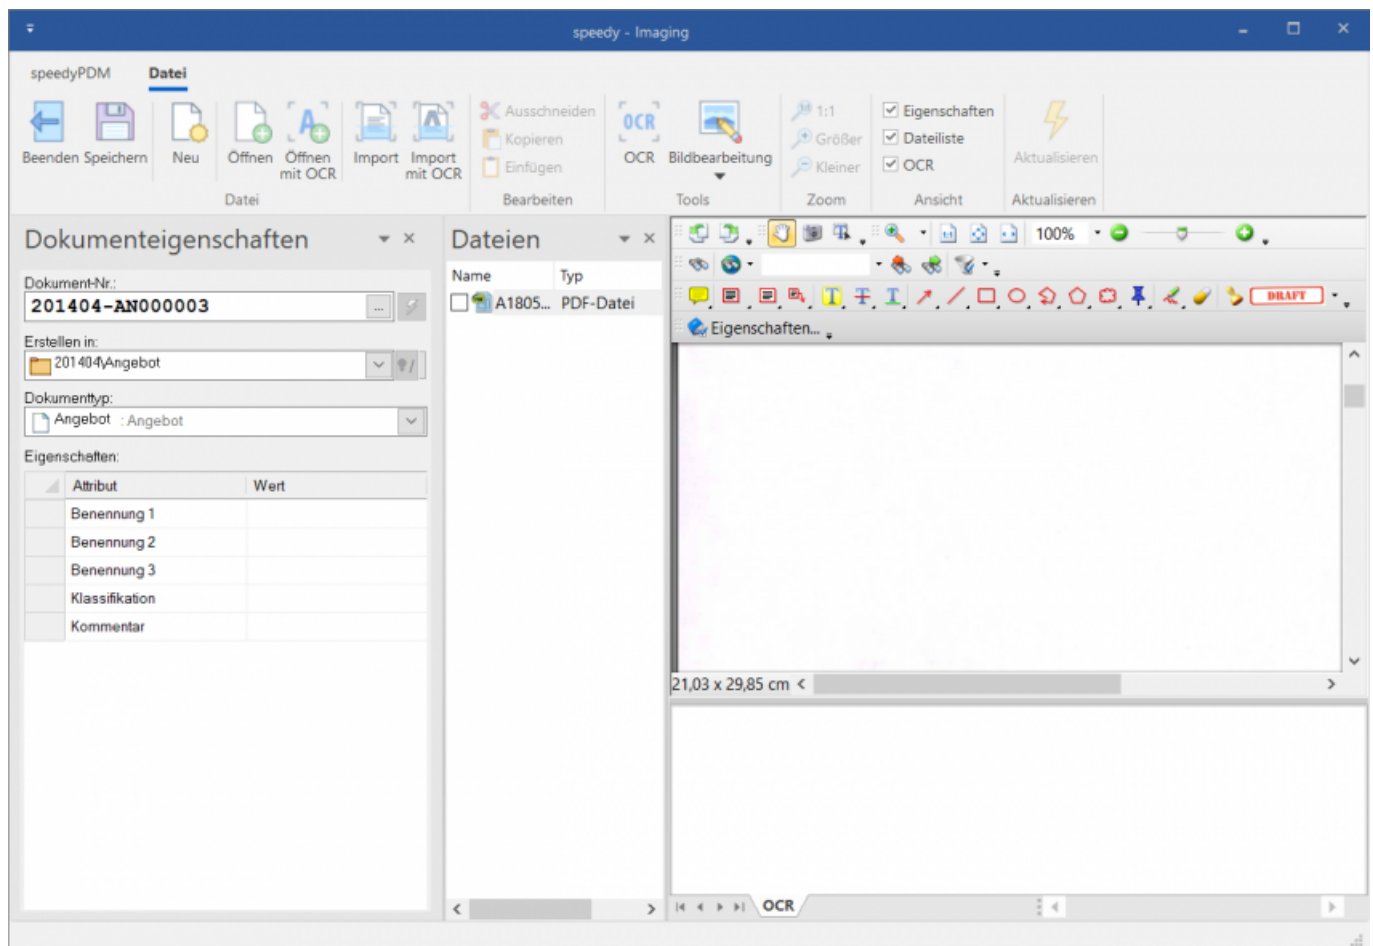 speedy - Imaging
speedyPDM Datei
Beenden Speichern Neu Öffnen Öffnen mit OCR Import Import mit OCR
Datei
Ausschneiden
Kopieren
Einfügen
Bearbeiten
OCR
OCR Bildbearbeitung
Tools
1:1
Größer
Kleiner
Zoom
Eigenschaften
Dateiliste
OCR
Ansicht
Aktualisieren
Aktualisieren
Dokumenteigenschaften
Dokument-Nr.:
201404-AN000003 ...
Erstellen in:
201404\Angebot
Dokumenttyp:
Angebot : Angebot
Eigenschaften:
Attribut Wert
Benennung 1
Benennung 2
Benennung 3
Klassifikation
Kommentar
Dateien
Name Typ
A1805... PDF-Datei
100%
DRAFT
Eigenschaften...
21,03 x 29,85 cm
OCR